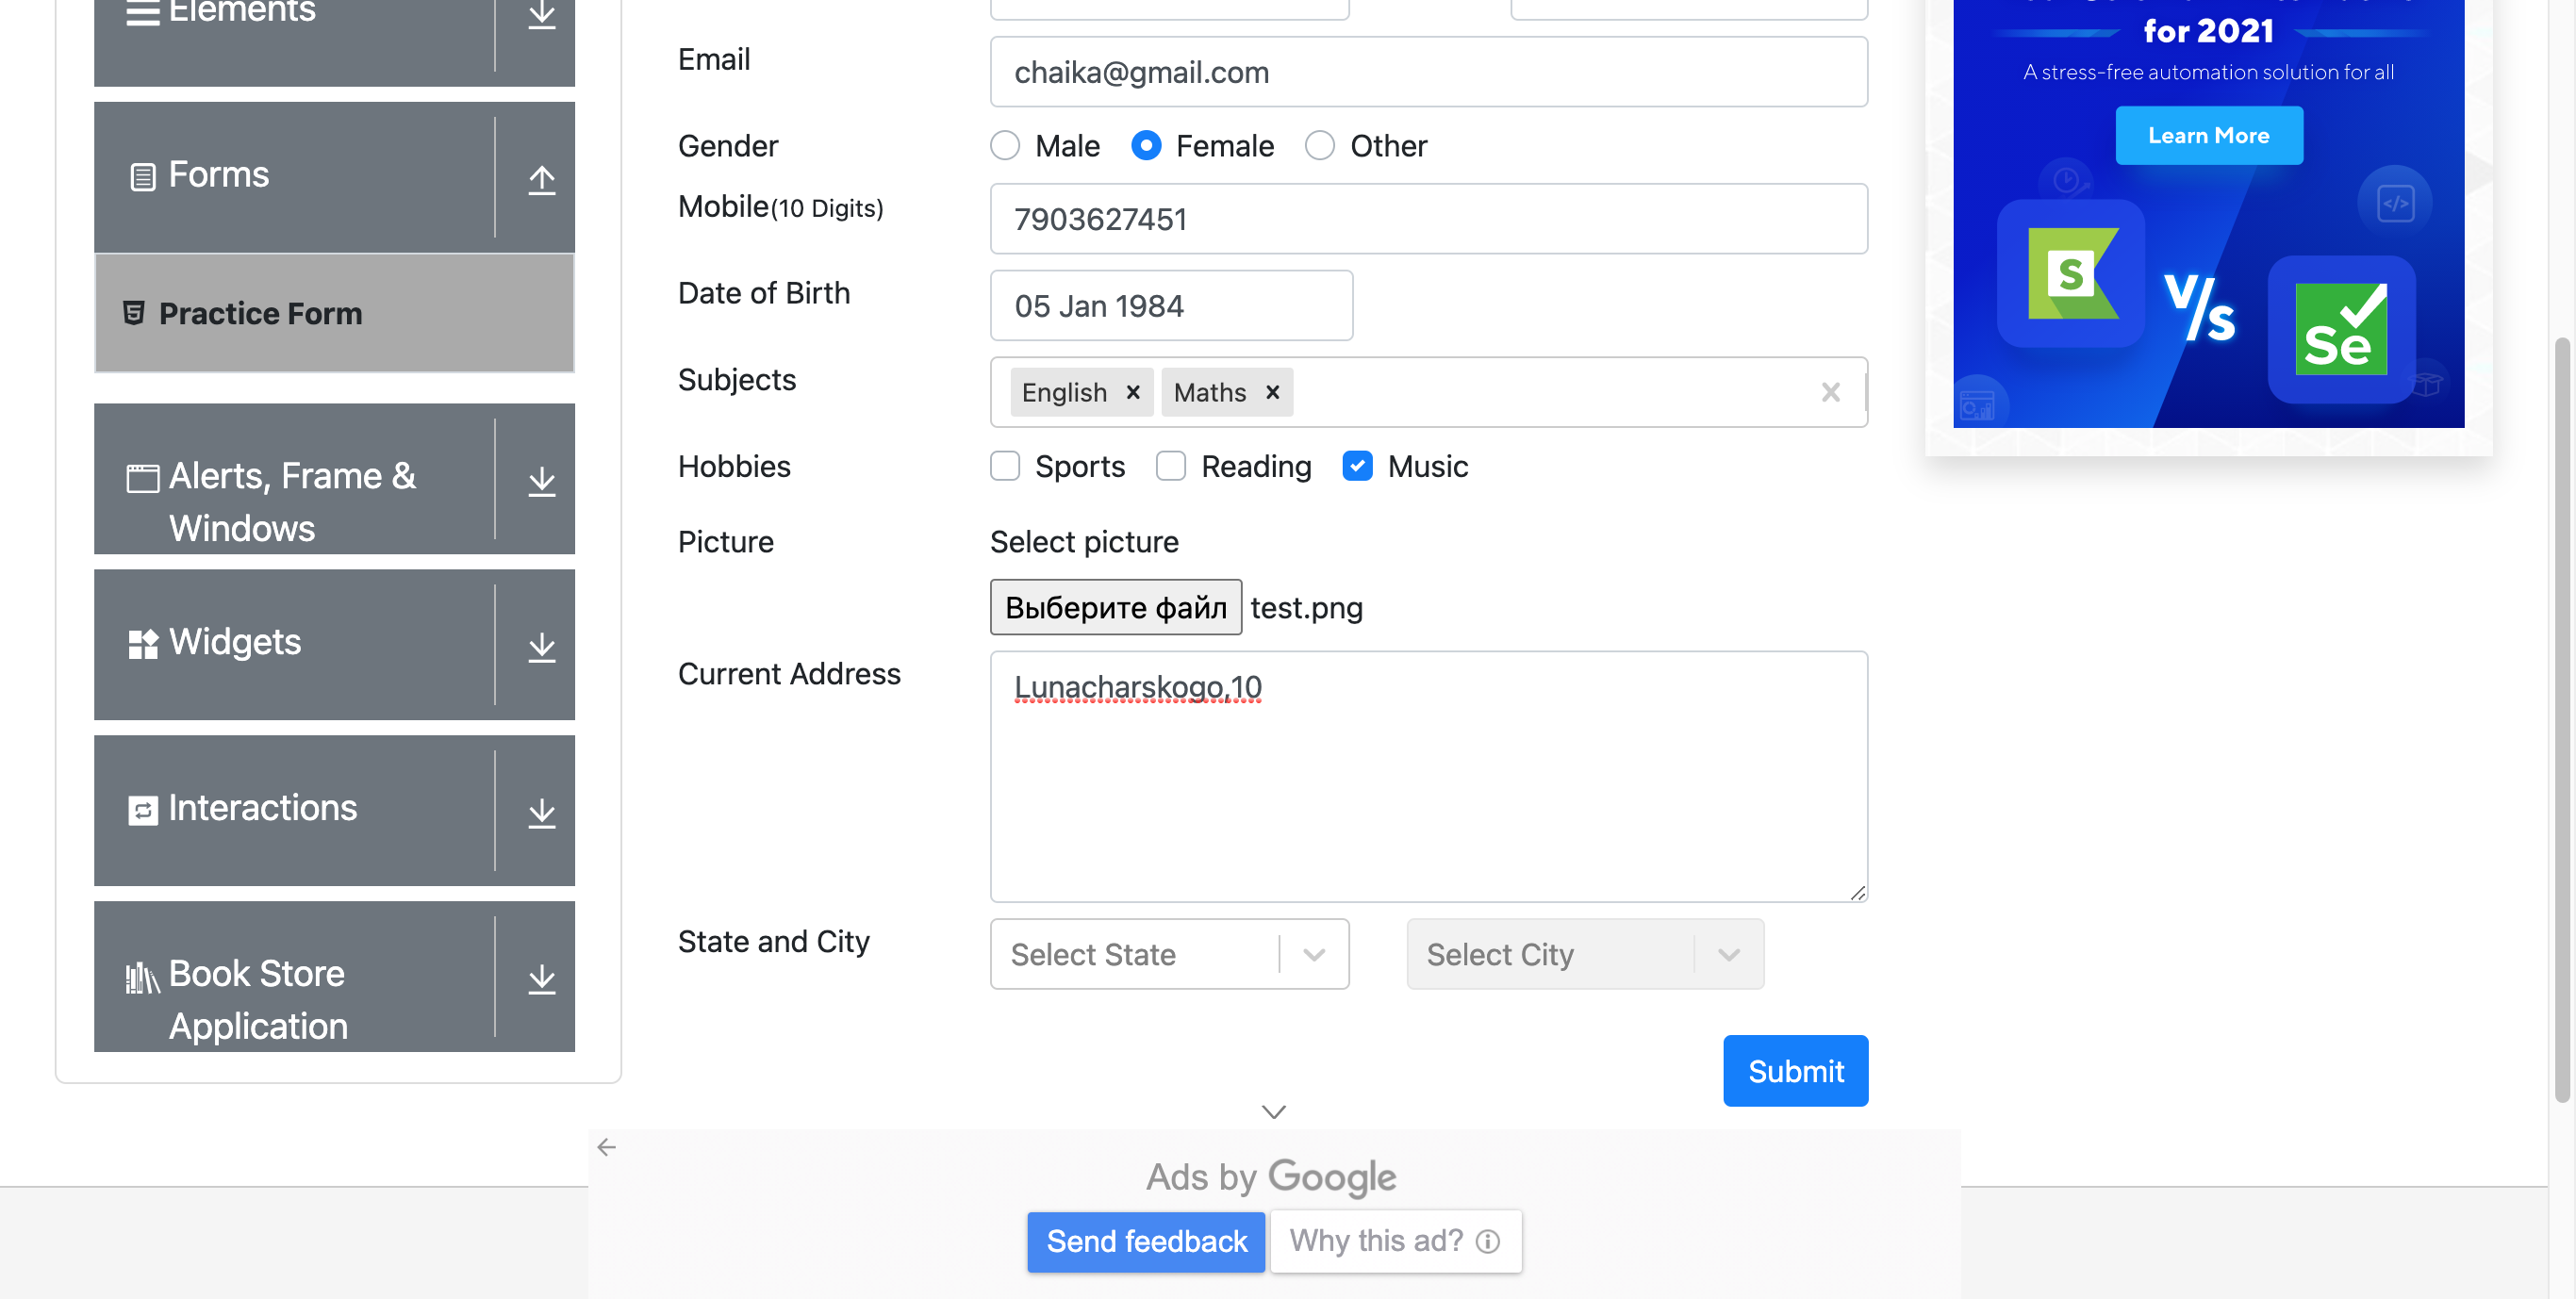 Elements
Forms
Practice Form
Alerts, Frame &
Windows
Widgets
Interactions
Book Store
Application
Email
chaika@gmail.com
Gender
Male
Female
Other
Mobile(10 Digits)
7903627451
Date of Birth
05 Jan 1984
Subjects
English
Maths
Hobbies
Sports
Reading
Music
Picture
Select picture
Выберите файл test.png
Current Address
Lunacharskogo,10
State and City
Select State
Select City
Submit
for 2021
A stress-free automation solution for all
Learn More
S
V/s
Se
Ads by Google
Send feedback
Why this ad?